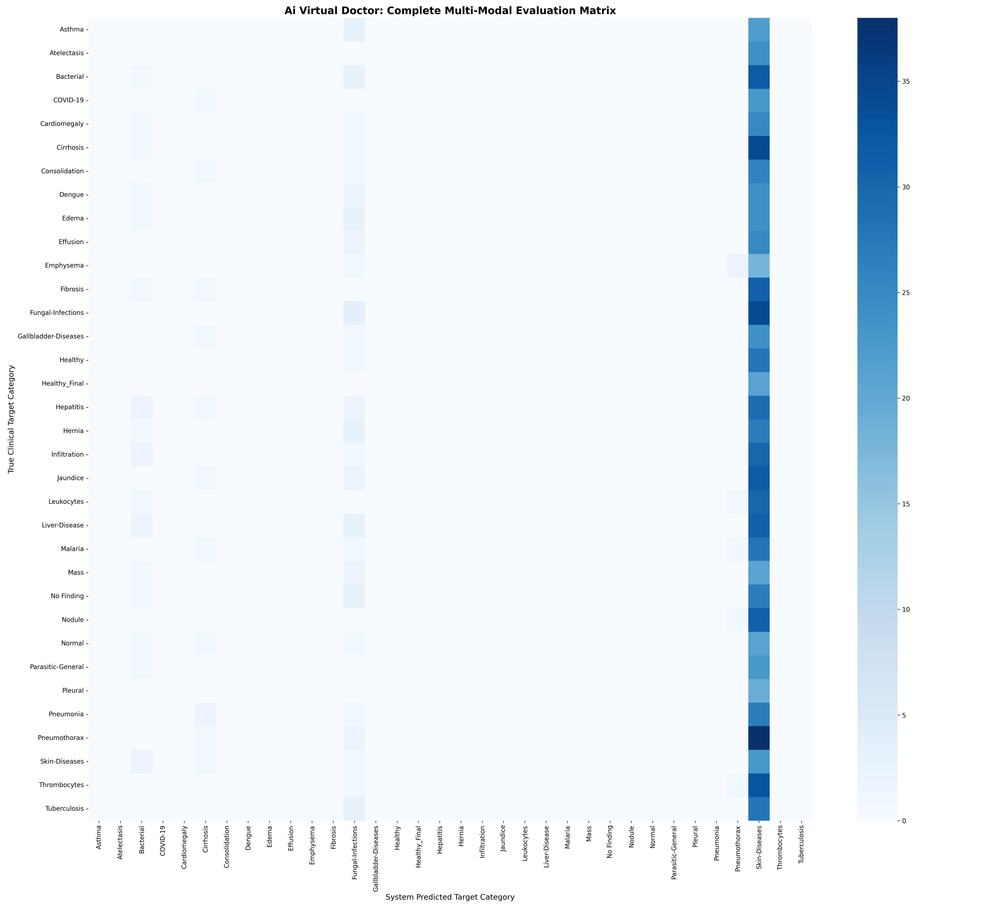 Ai Virtual Doctor: Complete Multi-Modal Evaluation Matrix
True Clinical Target Category
Asthma
Atelectasis
Bacterial
COVID-19
Cardiomegaly
Cirrhosis
Consolidation
Dengue
Edema
Effusion
Emphysema
Fibrosis
Fungal-Infections
Gallbladder-Diseases
Healthy
Healthy_Final
Hepatitis
Hernia
Infiltration
Jaundice
Leukocytes
Liver-Disease
Malaria
Mass
No Finding
Nodule
Normal
Parasitic-General
Pleural
Pneumonia
Pneumothorax
Skin-Diseases
Thrombocytes
Tuberculosis
Asthma
Atelectasis
Bacterial
COVID-19
Cardiomegaly
Cirrhosis
Consolidation
Dengue
Edema
Effusion
Emphysema
Fibrosis
Fungal-Infections
Gallbladder-Diseases
Healthy
Healthy_Final
Hepatitis
Hernia
Infiltration
Jaundice
Leukocytes
Liver-Disease
Malaria
Mass
No Finding
Nodule
Normal
Parasitic-General
Pleural
Pneumonia
Pneumothorax
Skin-Diseases
Thrombocytes
Tuberculosis
System Predicted Target Category
35
30
25
20
15
10
5
0